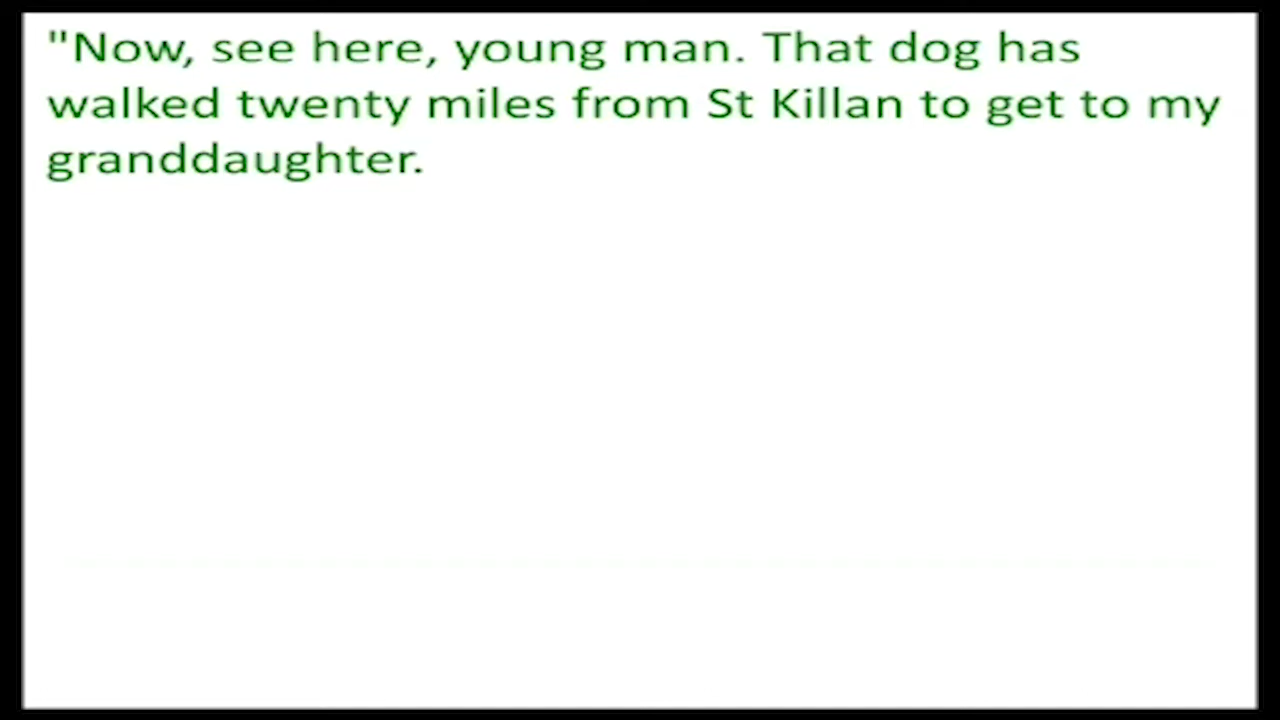 "Now, see here, young man. That dog has
walked twenty miles from St Killan to get to my
granddaughter.